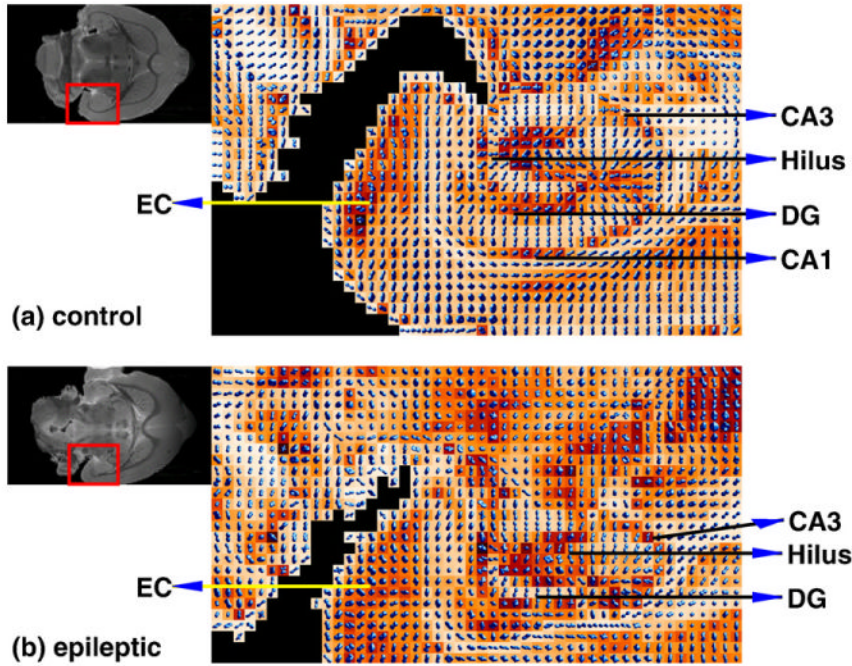 CA3
Hilus
EC
DG
CA1
(a) control
CA3
Hilus
EC
DG
(b) epileptic